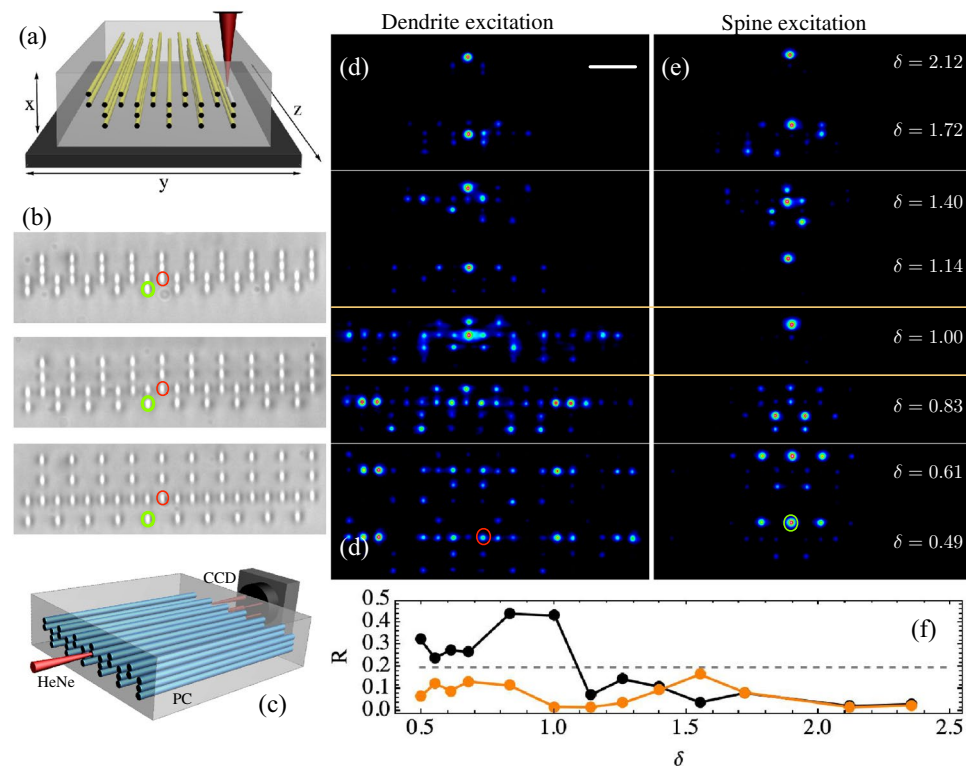 Dendrite excitation
Spine excitation
(a)
x
y
z
(b)
(c)
HeNe
PC
CCD
(d)
(e)
δ = 2.12
δ = 1.72
δ = 1.40
δ = 1.14
δ = 1.00
δ = 0.83
δ = 0.61
(d)
δ = 0.49
(f)
R
0.5
0.4
0.3
0.2
0.1
0.0
0.5
1.0
1.5
2.0
2.5
δ